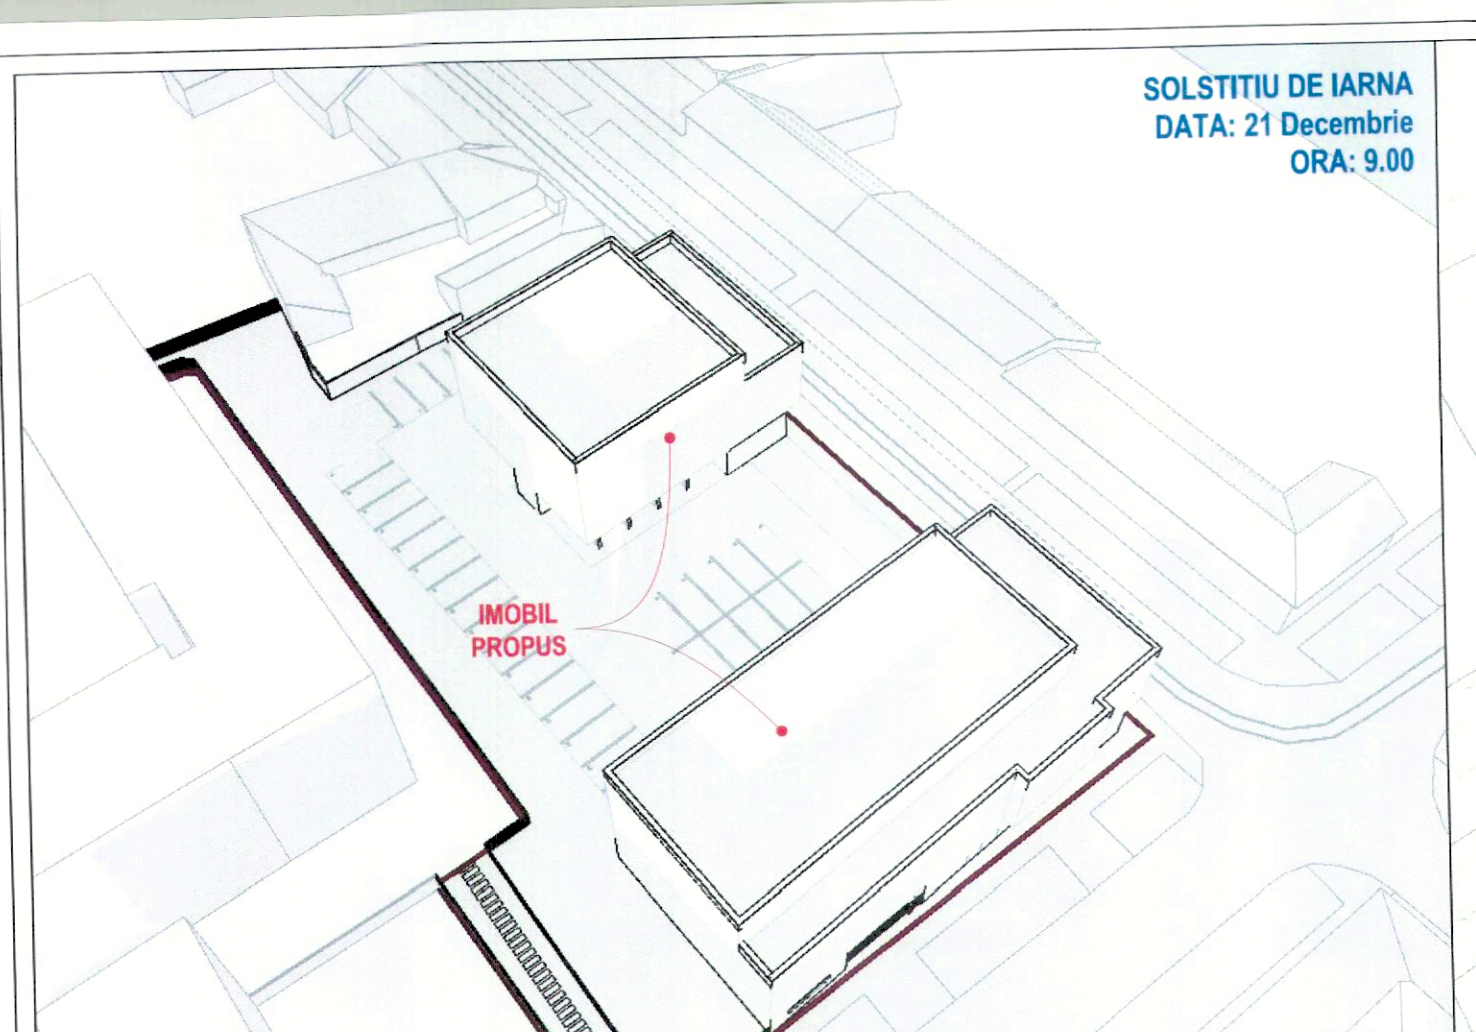 SOLSTITIU DE IARNA
DATA: 21 Decembrie
ORA: 9.00
IMOBIL
PROPUS